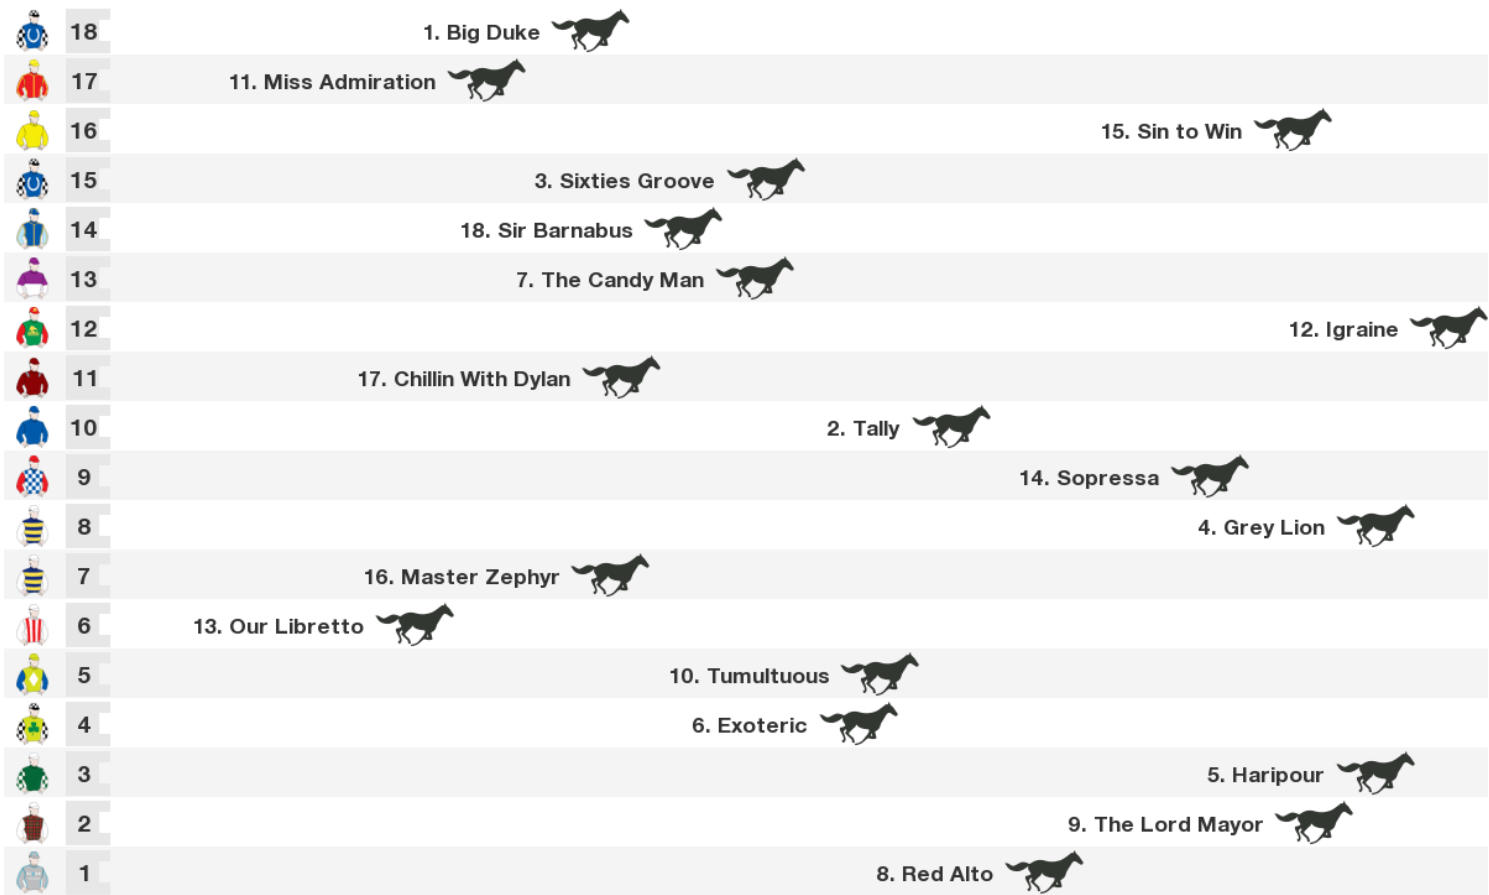 18 1. Big Duke
17 11. Miss Admiration
16 15. Sin to Win
15 3. Sixties Groove
14 18. Sir Barnabus
13 7. The Candy Man
12 12. Igraine
11 17. Chillin With Dylan
10 2. Tally
9 14. Sopressa
8 4. Grey Lion
7 16. Master Zephyr
6 13. Our Libretto
5 10. Tumultuous
4 6. Exoteric
3 5. Haripour
2 9. The Lord Mayor
1 8. Red Alto